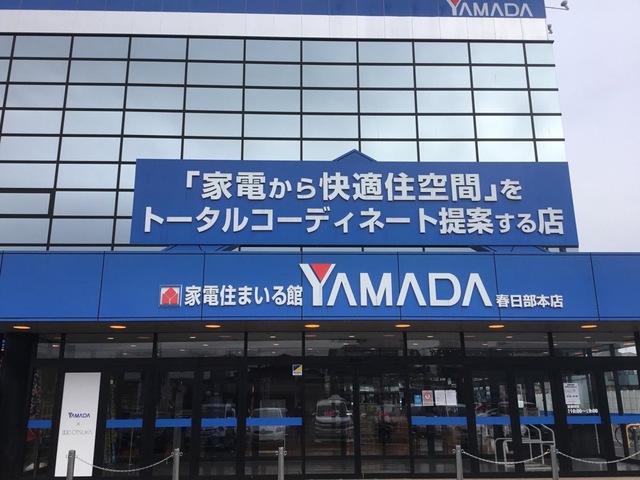 YAMADA
「家電から快適住空間」を
トータルコーディネート提案する店
家電住まいる館 YAMADA 春日部本店
YAMADA
×
OTSUKA